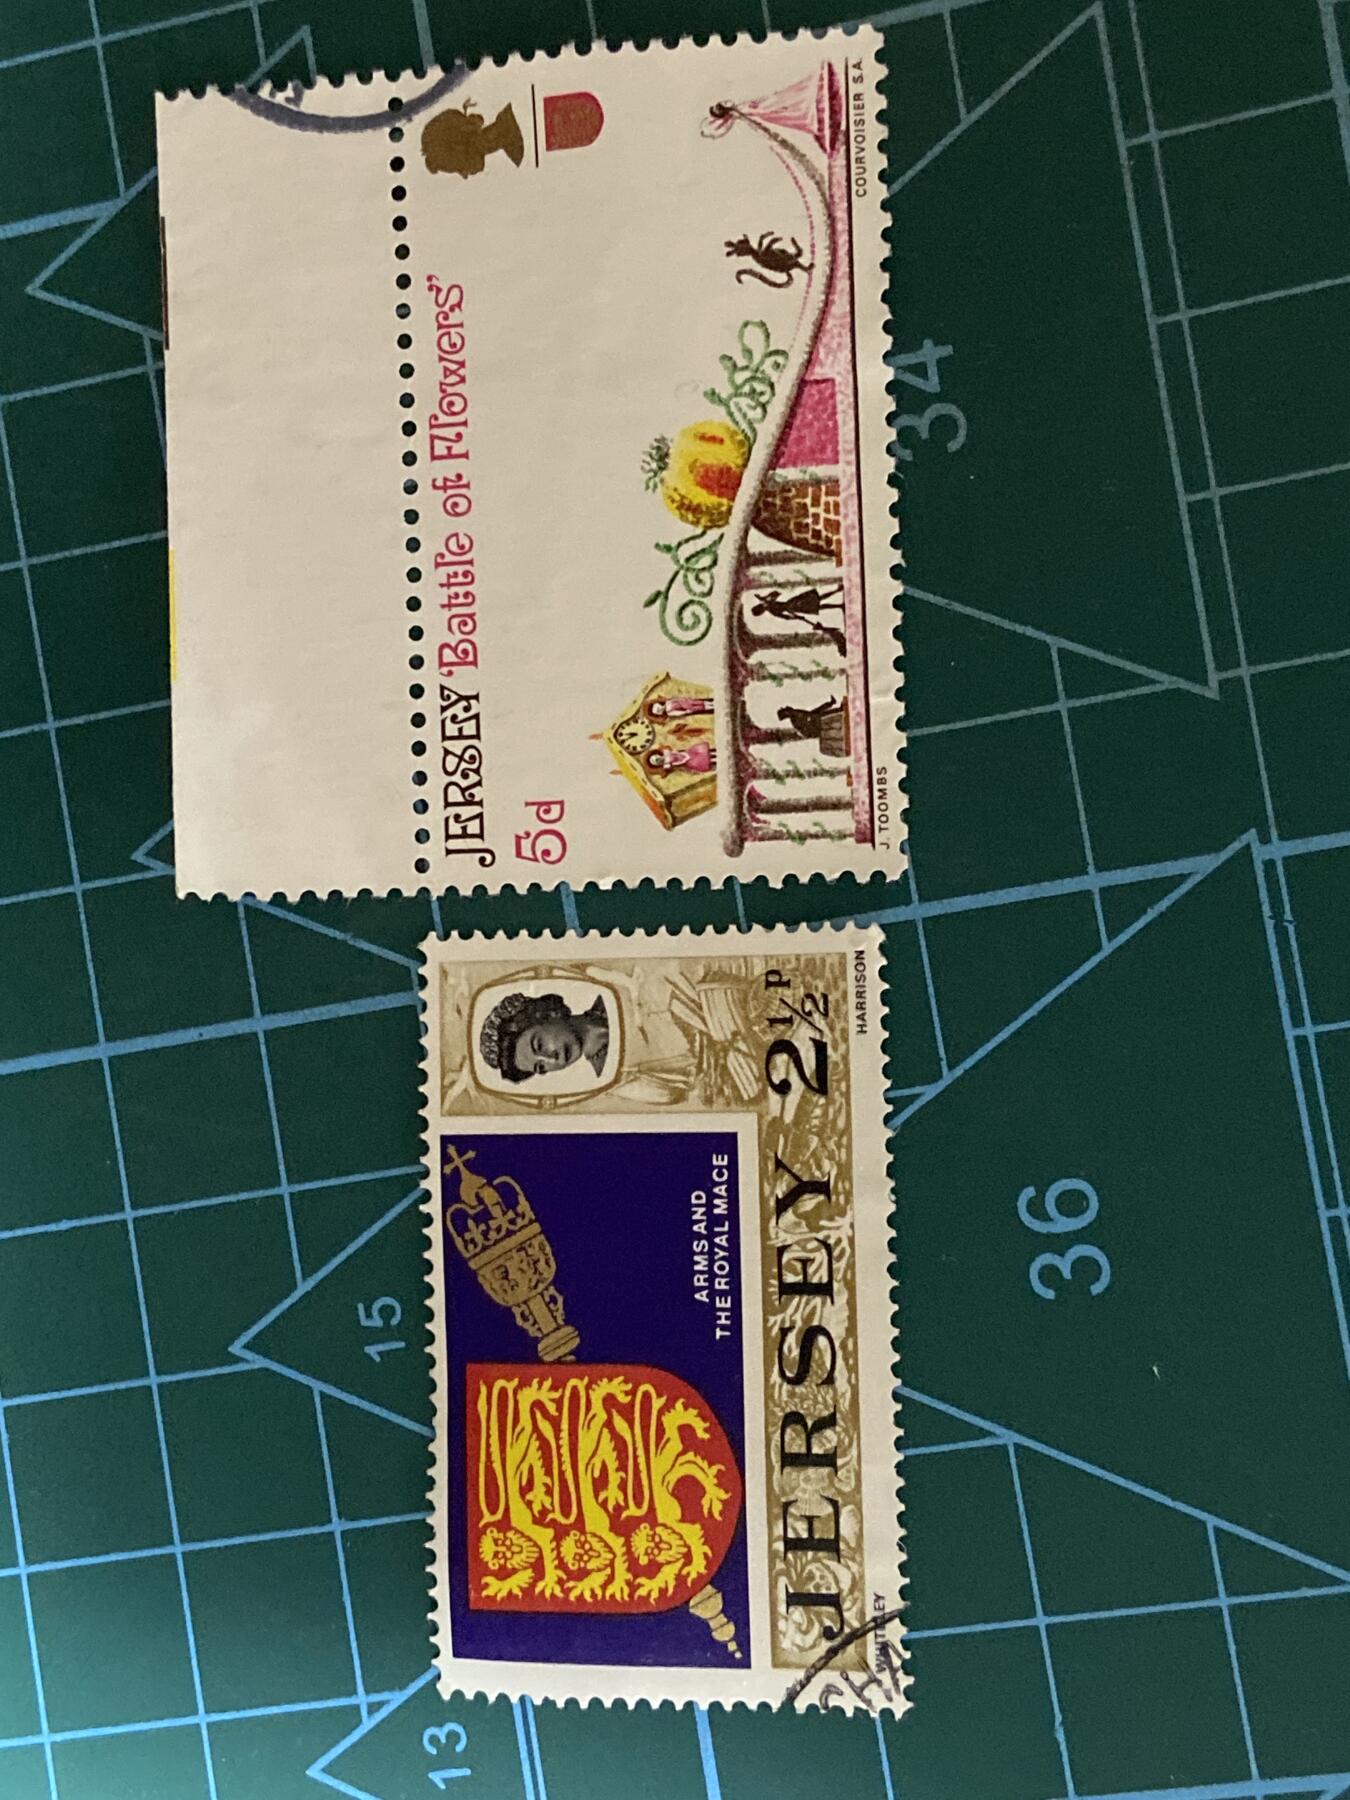 JERSEY "Battle of Flowers"
5d
J. TOOMBS
COURVOISIER S.A.
ARMS AND
THE ROYAL MACE
JERSEY 2½P
WHITELEY
HARRISON
34
36
15
13